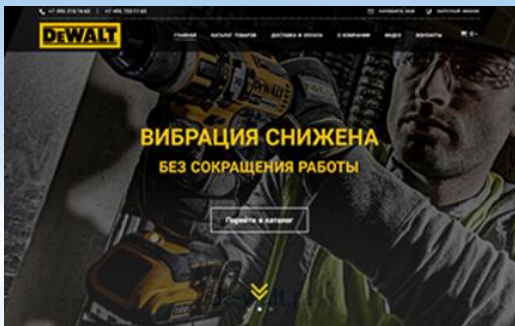 DEWALT
ГЛАВНАЯ КАТАЛОГ ТОВАРОВ ДОСТАВКА И ОПЛАТА О КОМПАНИИ ВИДЕО КОНТАКТЫ
ВИБРАЦИЯ СНИЖЕНА
БЕЗ СОКРАЩЕНИЯ РАБОТЫ
Перейти в каталог